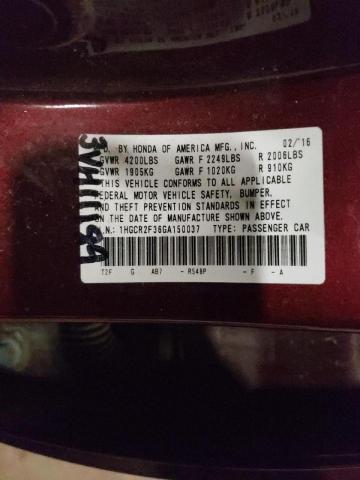 D. BY HONDA OF AMERICA MFG., INC. 02/'16
GVWR 4200LBS GAWR F 2249LBS R 2006LBS
GVWR 1905KG GAWR F 1020KG R 910KG
THIS VEHICLE CONFORMS TO ALL APPLICABLE
FEDERAL MOTOR VEHICLE SAFETY, BUMPER,
AND THEFT PREVENTION STANDARDS IN EFFECT
ON THE DATE OF MANUFACTURE SHOWN ABOVE.
.N.: 1HGCR2F36GA150037 TYPE: PASSENGER CAR
T2F G AB7 - R548P - F - A